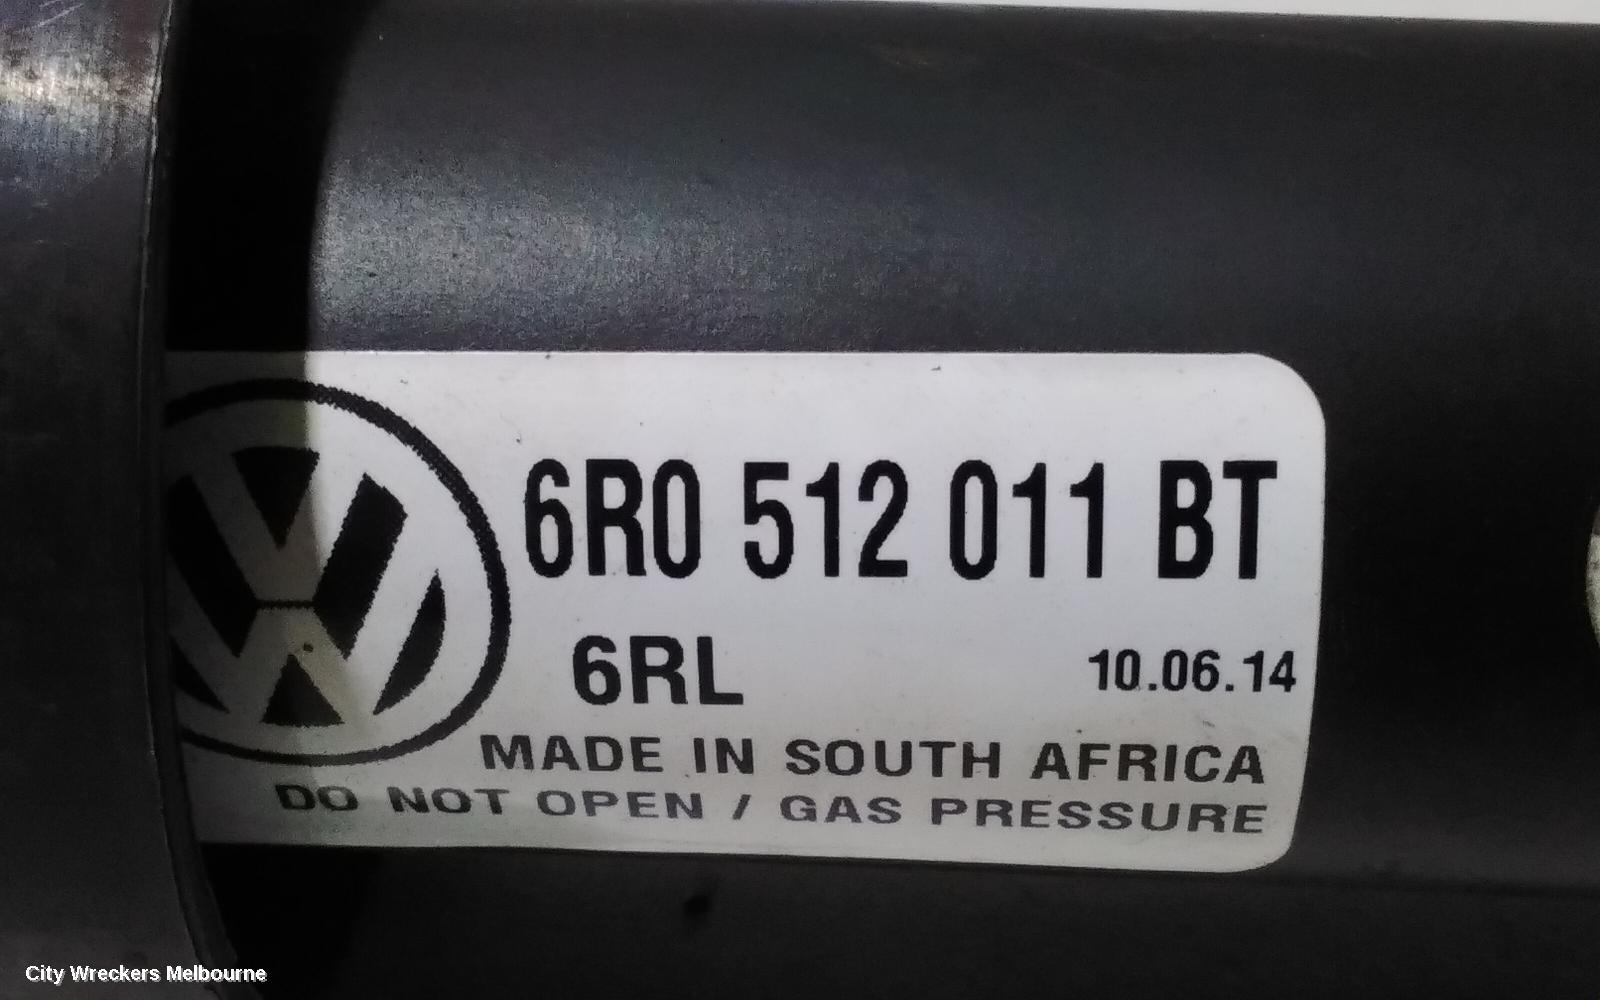 6R0 512 011 BT
6RL 10.06.14
MADE IN SOUTH AFRICA
DO NOT OPEN / GAS PRESSURE
City Wreckers Melbourne